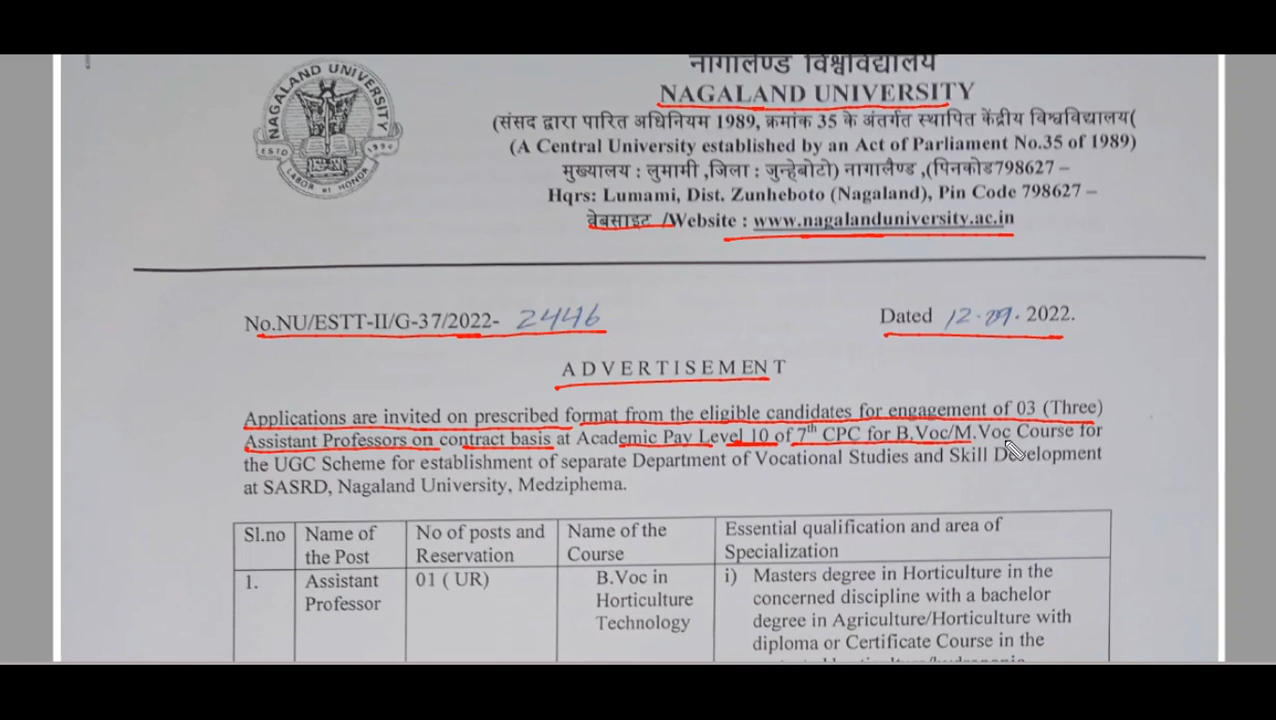 नागालैण्ड विश्वविद्यालय
NAGALAND UNIVERSITY
(संसद द्वारा पारित अधिनियम 1989, क्रमांक 35 के अंतर्गत स्थापित केंद्रीय विश्वविद्यालय(
(A Central University established by an Act of Parliament No.35 of 1989)
मुख्यालय : लुमामी ,जिला : जुन्हेबोटो) नागालैण्ड ,(पिनकोड798627 –
Hqrs: Lumami, Dist. Zunheboto (Nagaland), Pin Code 798627 –
वेबसाइट /Website : www.nagalanduniversity.ac.in
NAGALAND UNIVERSITY
ESTD 1994
LABOR et HONOR
No.NU/ESTT-II/G-37/2022- 2446
Dated 12.09.2022.
ADVERTISEMENT
Applications are invited on prescribed format from the eligible candidates for engagement of 03 (Three)
Assistant Professors on contract basis at Academic Pay Level 10 of 7th CPC for B.Voc/M.Voc Course for
the UGC Scheme for establishment of separate Department of Vocational Studies and Skill Development
at SASRD, Nagaland University, Medziphema.
Sl.no
Name of
the Post
No of posts and
Reservation
Name of the
Course
Essential qualification and area of
Specialization
1.
Assistant
Professor
01 ( UR)
B.Voc in
Horticulture
Technology
i) Masters degree in Horticulture in the
concerned discipline with a bachelor
degree in Agriculture/Horticulture with
diploma or Certificate Course in the